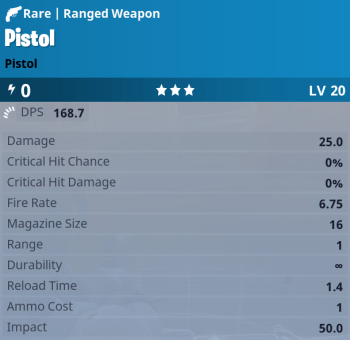 Rare | Ranged Weapon
Pistol
Pistol
0 ★★★ LV 20
DPS 168.7
Damage 25.0
Critical Hit Chance 0%
Critical Hit Damage 0%
Fire Rate 6.75
Magazine Size 16
Range 1
Durability ∞
Reload Time 1.4
Ammo Cost 1
Impact 50.0